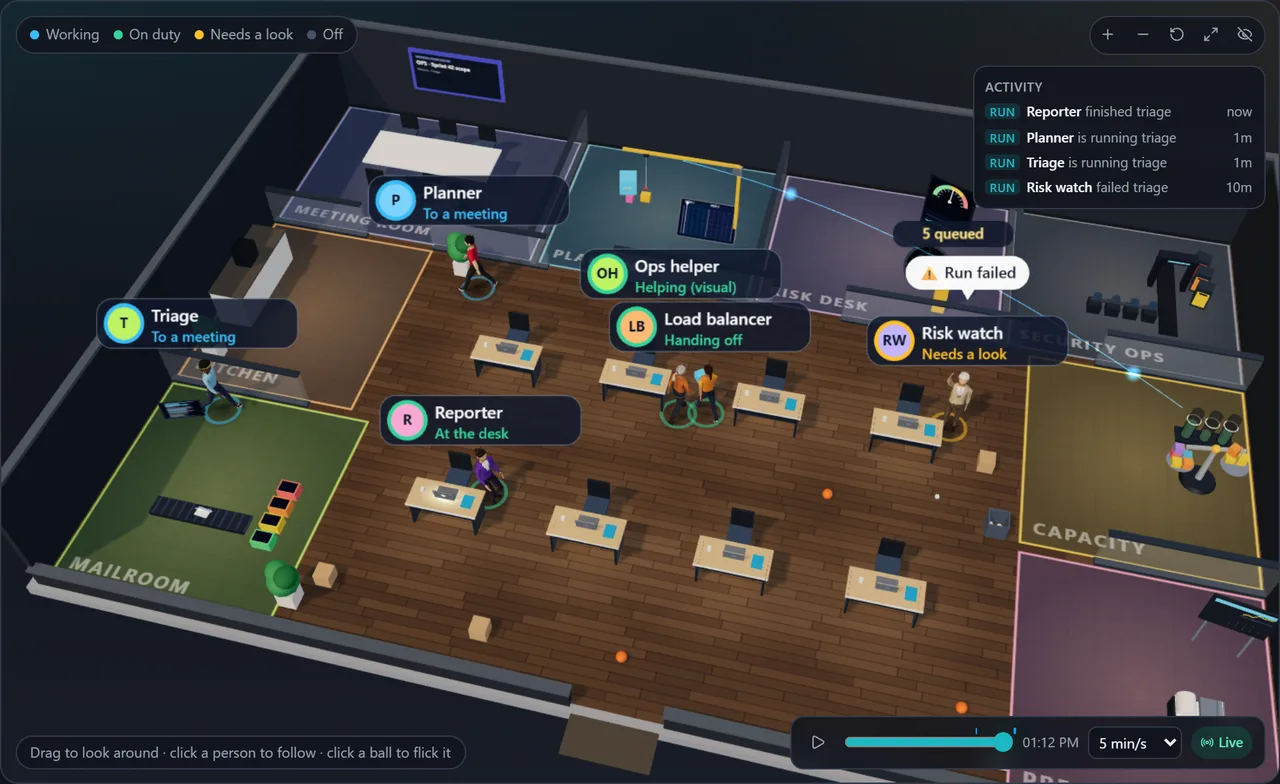 Working
On duty
Needs a look
Off
ACTIVITY
RUN Reporter finished triage now
RUN Planner is running triage 1m
RUN Triage is running triage 1m
RUN Risk watch failed triage 10m
OPS · Sprint 42 scope
P
Planner
To a meeting
MEETING ROOM
5 queued
Run failed
OH
Ops helper
Helping (visual)
RISK DESK
T
Triage
To a meeting
LB
Load balancer
Handing off
RW
Risk watch
Needs a look
SECURITY OPS
KITCHEN
R
Reporter
At the desk
CAPACITY
MAILROOM
Drag to look around · click a person to follow · click a ball to flick it
01:12 PM
5 min/s
Live